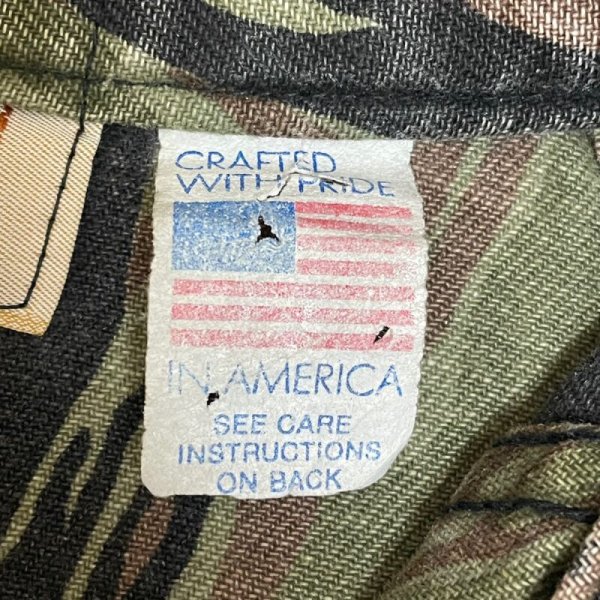 CRAFTED
WITH PRIDE
IN AMERICA
SEE CARE
INSTRUCTIONS
ON BACK